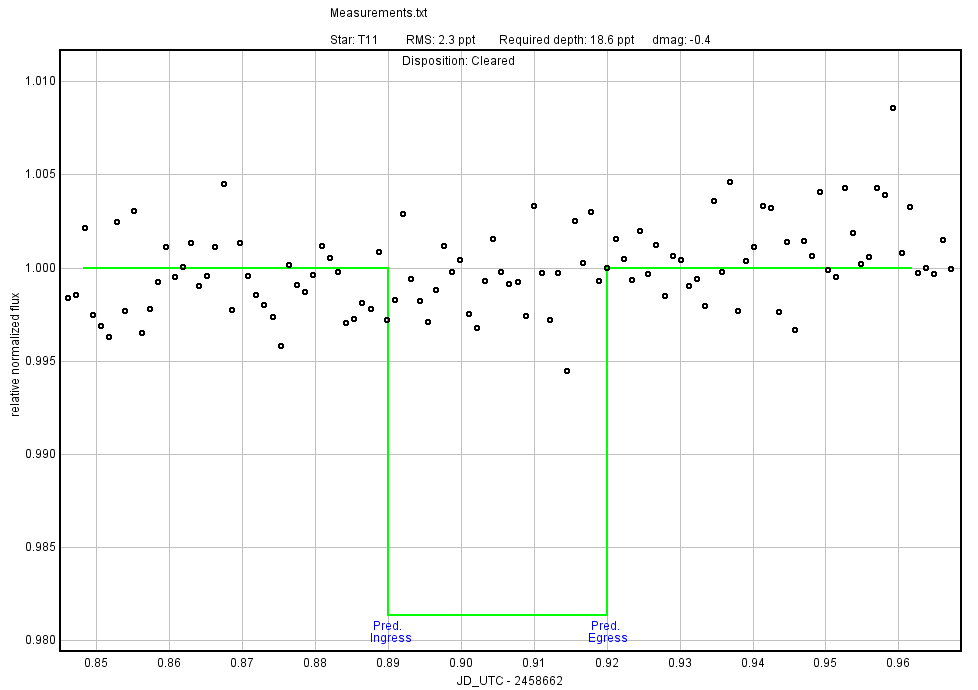 Measurements.txt
Star: T11 RMS: 2.3 ppt Required depth: 18.6 ppt dmag: -0.4
Disposition: Cleared
1.010
1.005
1.000
0.995
0.990
0.985
0.980
relative normalized flux
Pred. Ingress
Pred. Egress
0.85 0.86 0.87 0.88 0.89 0.90 0.91 0.92 0.93 0.94 0.95 0.96
JD_UTC - 2458662